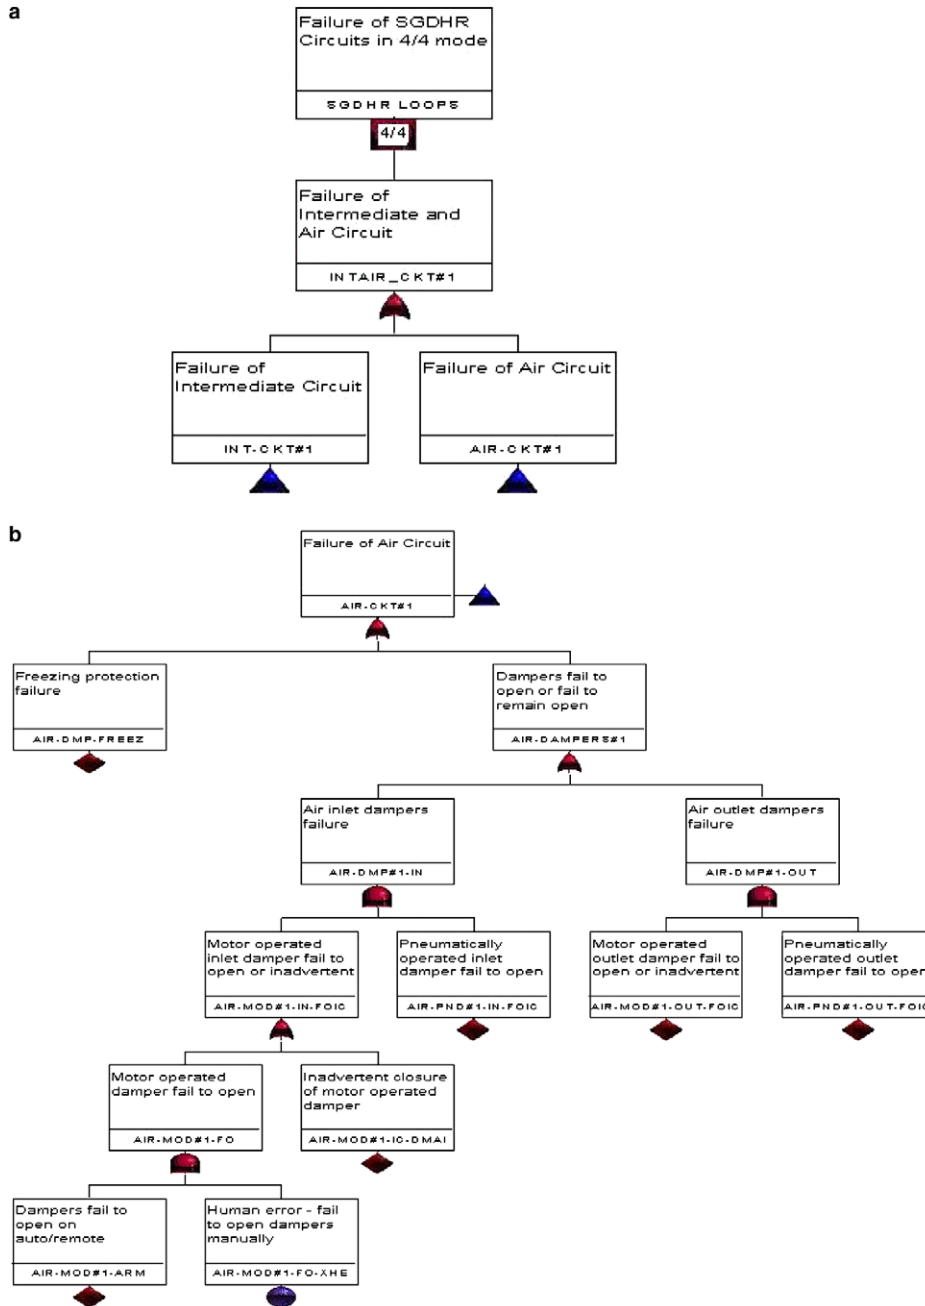 a
Failure of SGDHR
Circuits in 4/4 mode
SGDHR LOOPS
4/4
Failure of
Intermediate and
Air Circuit
INTAIR_CKT#1
Failure of
Intermediate Circuit
INT-CKT#1
Failure of Air Circuit
AIR-CKT#1
b
Failure of Air Circuit
AIR-CKT#1
Freezing protection
failure
AIR-DMP-FREEZ
Dampers fail to
open or fail to
remain open
AIR-DAMPERS#1
Air inlet dampers
failure
AIR-DMP#1-IN
Air outlet dampers
failure
AIR-DMP#1-OUT
Motor operated
inlet damper fail to
open or inadvertent
AIR-MOD#1-IN-FOIC
Pneumatically
operated inlet
damper fail to open
AIR-PND#1-IN-FOIC
Motor operated
outlet damper fail to
open or inadvertent
AIR-MOD#1-OUT-FOIC
Pneumatically
operated outlet
damper fail to open
AIR-PND#1-OUT-FOIC
Motor operated
damper fail to open
AIR-MOD#1-FO
Inadvertent closure
of motor operated
damper
AIR-MOD#1-IC-DMAI
Dampers fail to
open on
auto/remote
AIR-MOD#1-ARM
Human error - fail
to open dampers
manually
AIR-MOD#1-FO-XHE